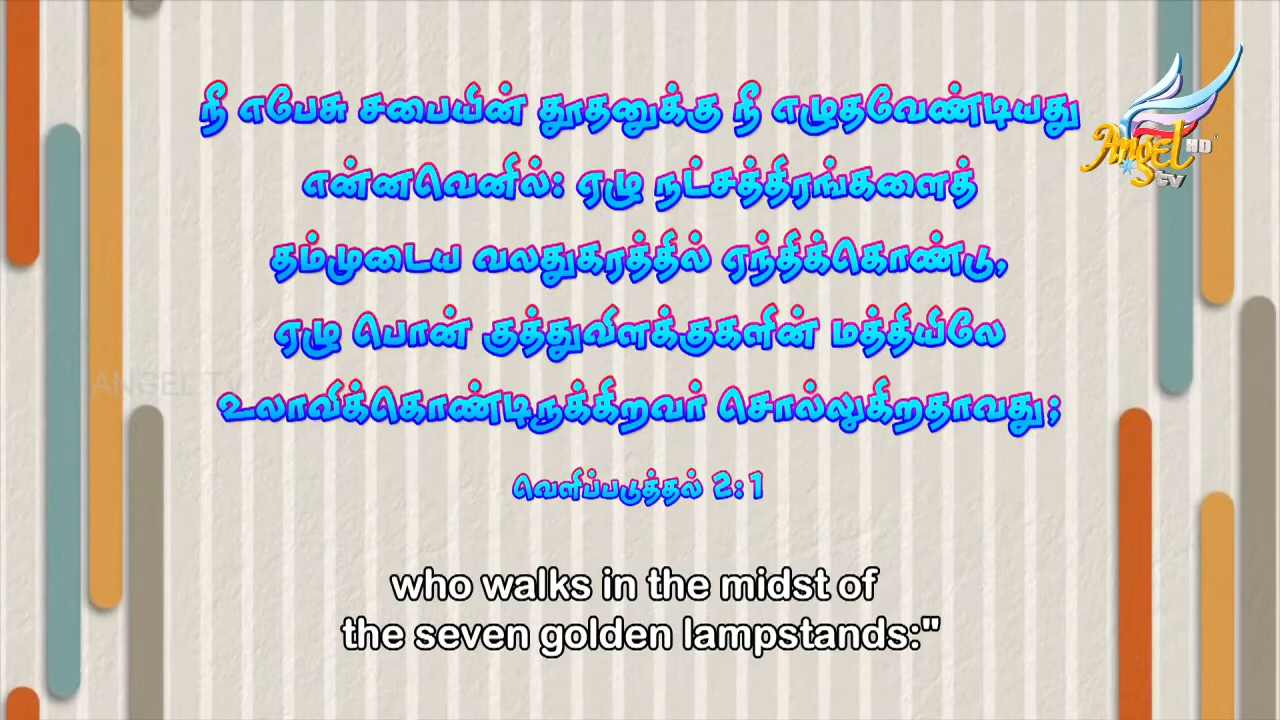 நீ எபேசு சபையின் தூதனுக்கு நீ எழுதவேண்டியது
என்னவெனில்: ஏழு நட்சத்திரங்களைத்
தம்முடைய வலதுகரத்தில் ஏந்திக்கொண்டு,
ஏழு பொன் குத்துவிளக்குகளின் மத்தியிலே
உலாவிக்கொண்டிருக்கிறவர் சொல்லுகிறதாவது;
வெளிப்படுத்தல் 2:1
who walks in the midst of
the seven golden lampstands:"
Angel HD
tv
ANGEL TV